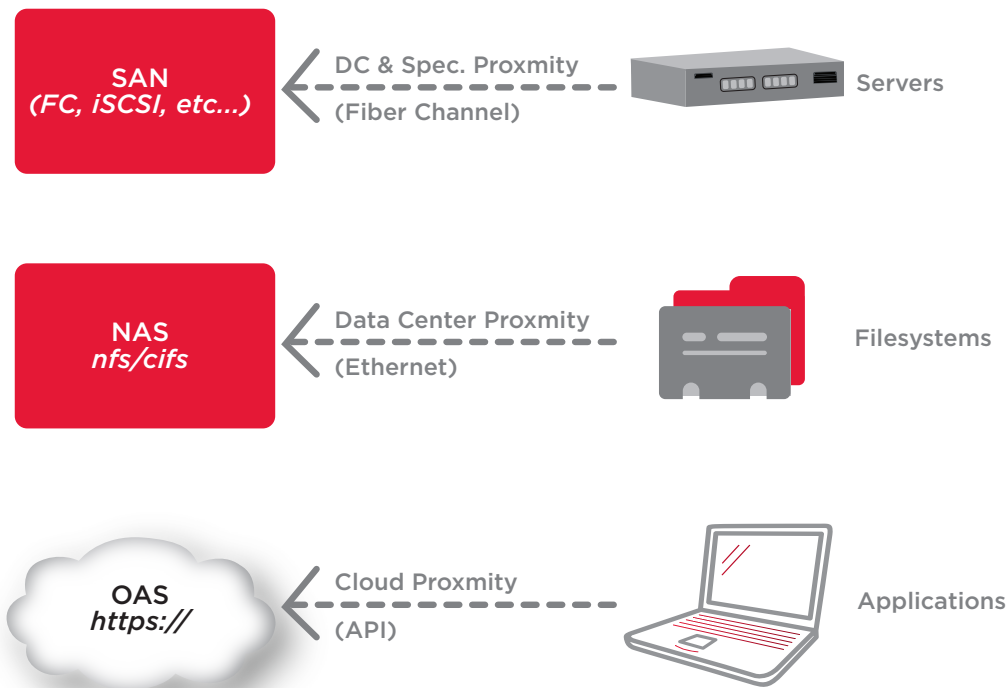 SAN
(FC, iSCSI, etc...)
DC & Spec. Proxmity
(Fiber Channel)
Servers
NAS
nfs/cifs
Data Center Proxmity
(Ethernet)
Filesystems
OAS
https://
Cloud Proxmity
(API)
Applications